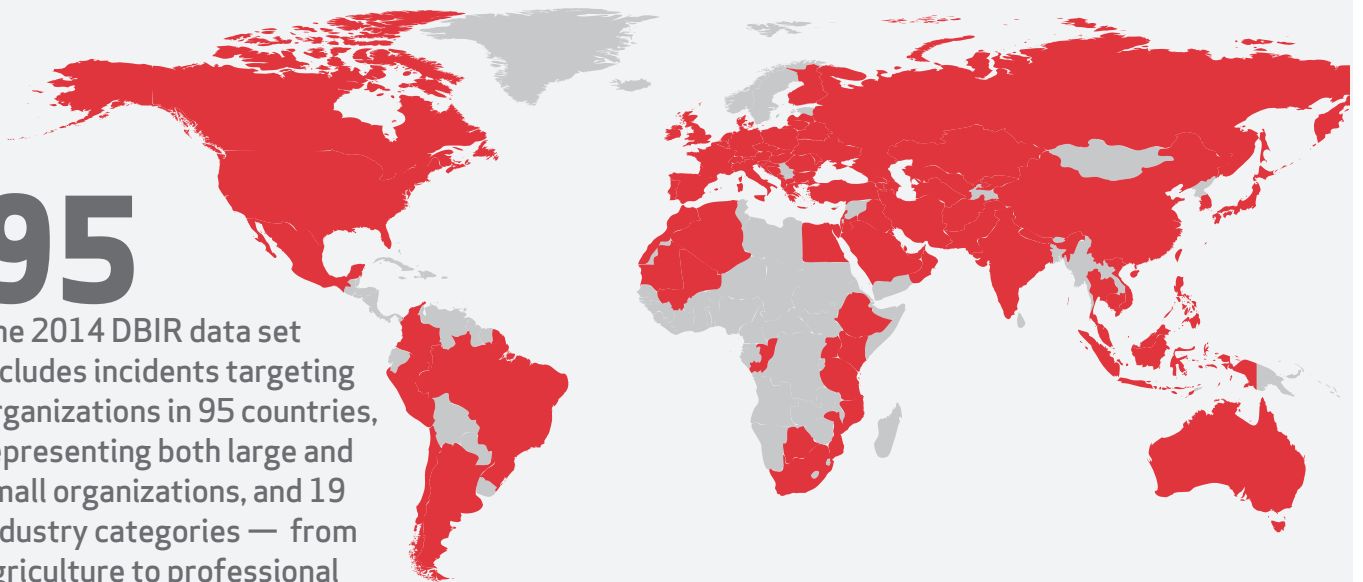 95
he 2014 DBIR data set
cludes incidents targeting
rganizations in 95 countries,
epresenting both large and
mall organizations, and 19
dustry categories — from
griculture to professional